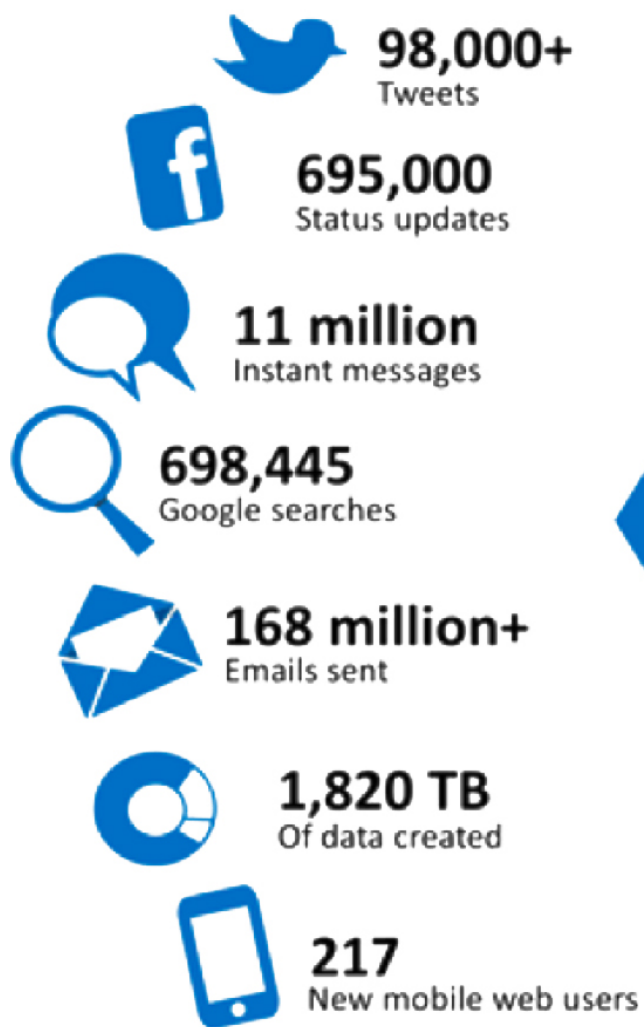 98,000+
Tweets
f
695,000
Status updates
11 million
Instant messages
698,445
Google searches
168 million+
Emails sent
1,820 TB
Of data created
217
New mobile web users